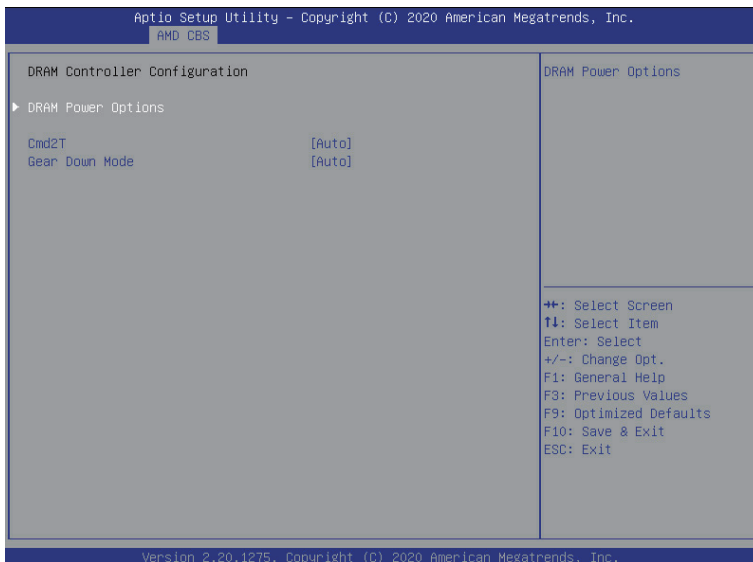 Aptio Setup Utility – Copyright (C) 2020 American Megatrends, Inc.
AMD CBS
DRAM Controller Configuration
DRAM Power Options
Cmd2T [Auto]
Gear Down Mode [Auto]
DRAM Power Options
→←: Select Screen
↑↓: Select Item
Enter: Select
+/-: Change Opt.
F1: General Help
F3: Previous Values
F9: Optimized Defaults
F10: Save & Exit
ESC: Exit
Version 2.20.1275. Copyright (C) 2020 American Megatrends, Inc.